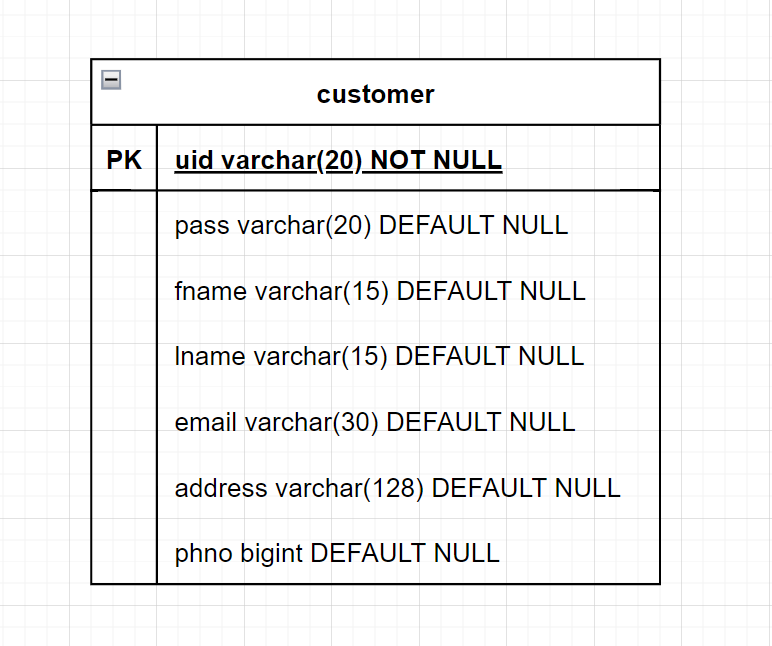 customer
PK uid varchar(20) NOT NULL
pass varchar(20) DEFAULT NULL
fname varchar(15) DEFAULT NULL
lname varchar(15) DEFAULT NULL
email varchar(30) DEFAULT NULL
address varchar(128) DEFAULT NULL
phno bigint DEFAULT NULL